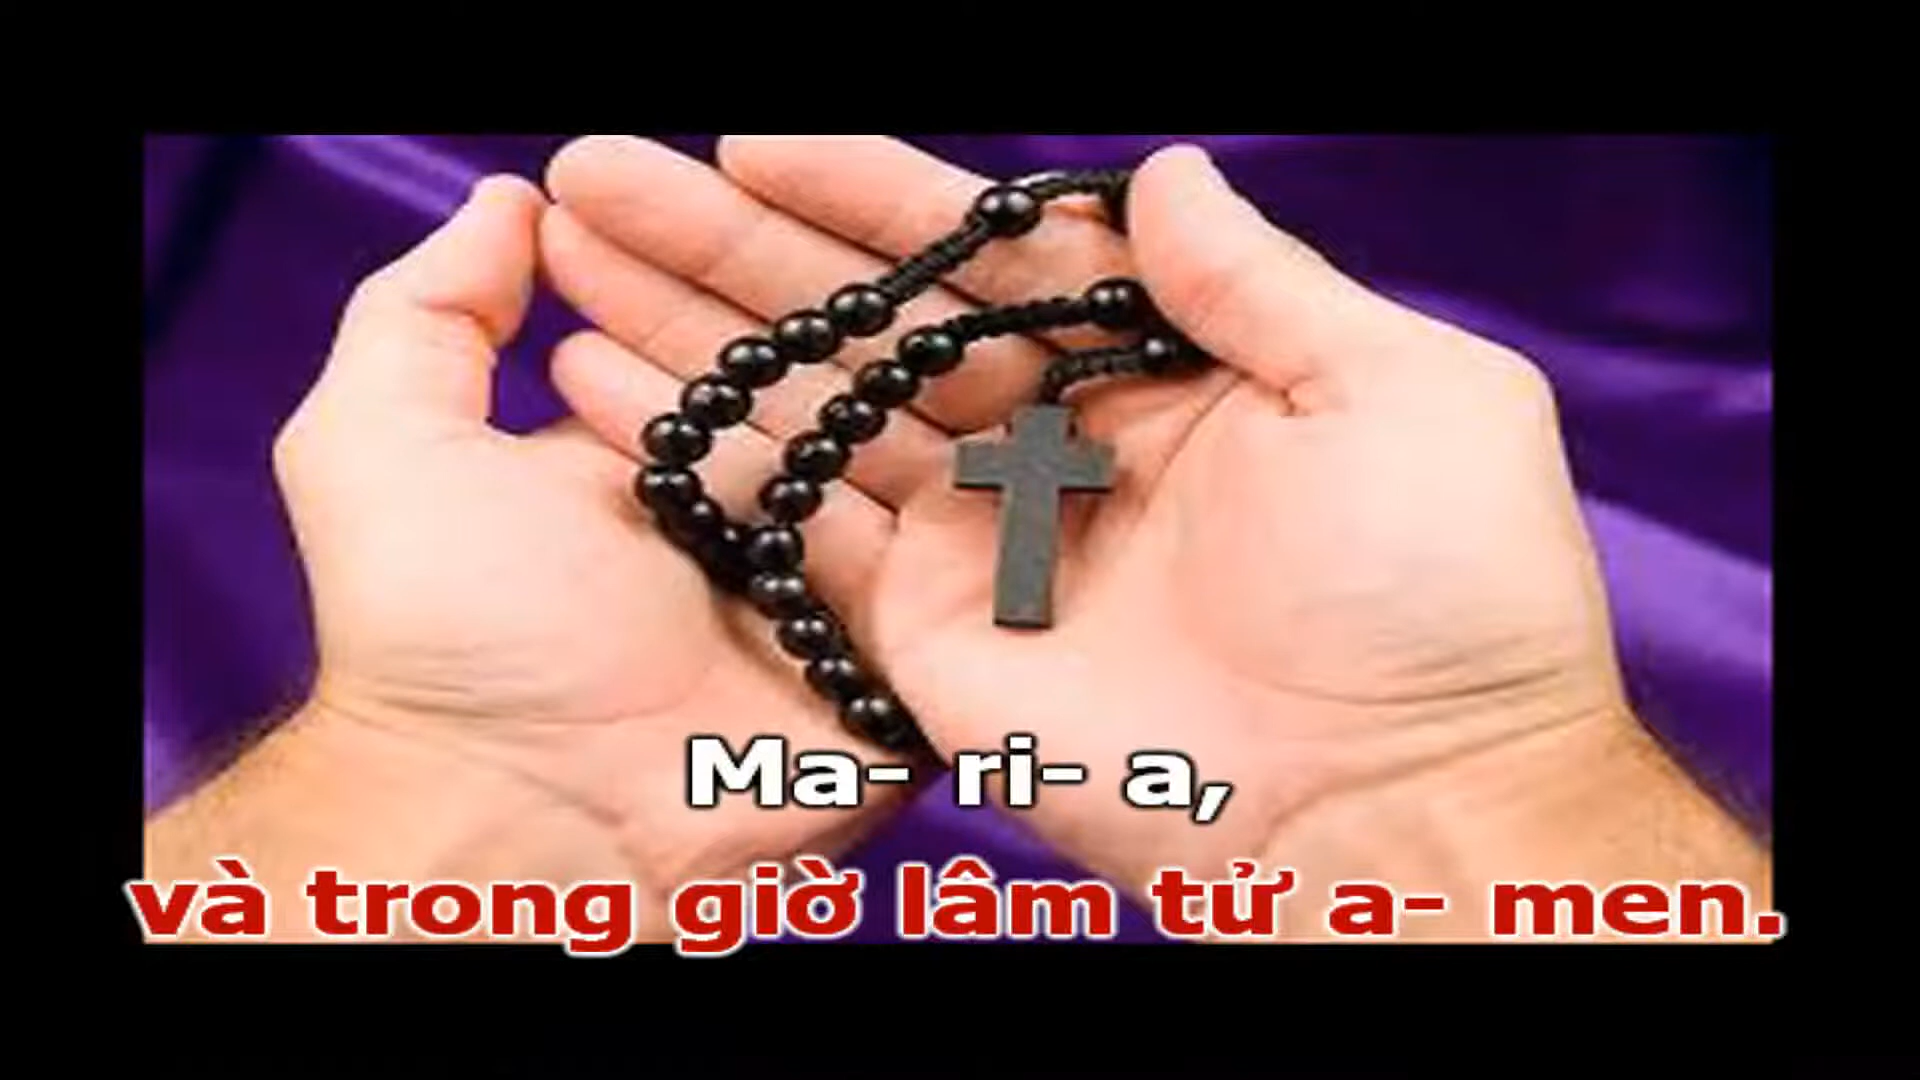 Ma- ri- a,
và trong giờ lâm tử a- men.